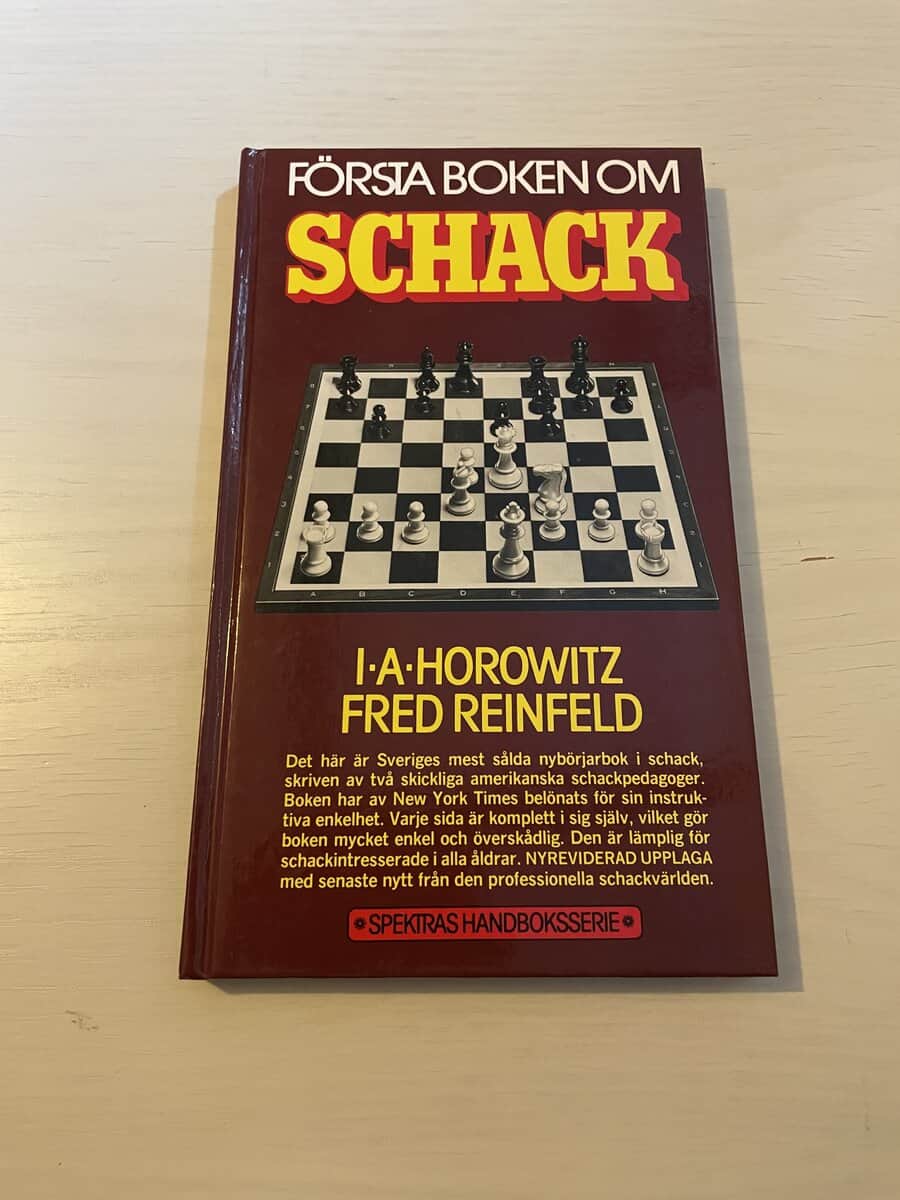 FÖRSTA BOKEN OM
SCHACK
A B C D E F G H
I·A·HOROWITZ
FRED REINFELD
Det här är Sveriges mest sålda nybörjarbok i schack,
skriven av två skickliga amerikanska schackpedagoger.
Boken har av New York Times belönats för sin instruk-
tiva enkelhet. Varje sida är komplett i sig själv, vilket gör
boken mycket enkel och överskådlig. Den är lämplig för
schackintresserade i alla åldrar. NYREVIDERAD UPPLAGA
med senaste nytt från den professionella schackvärlden.
SPEKTRAS HANDBOKSSERIE